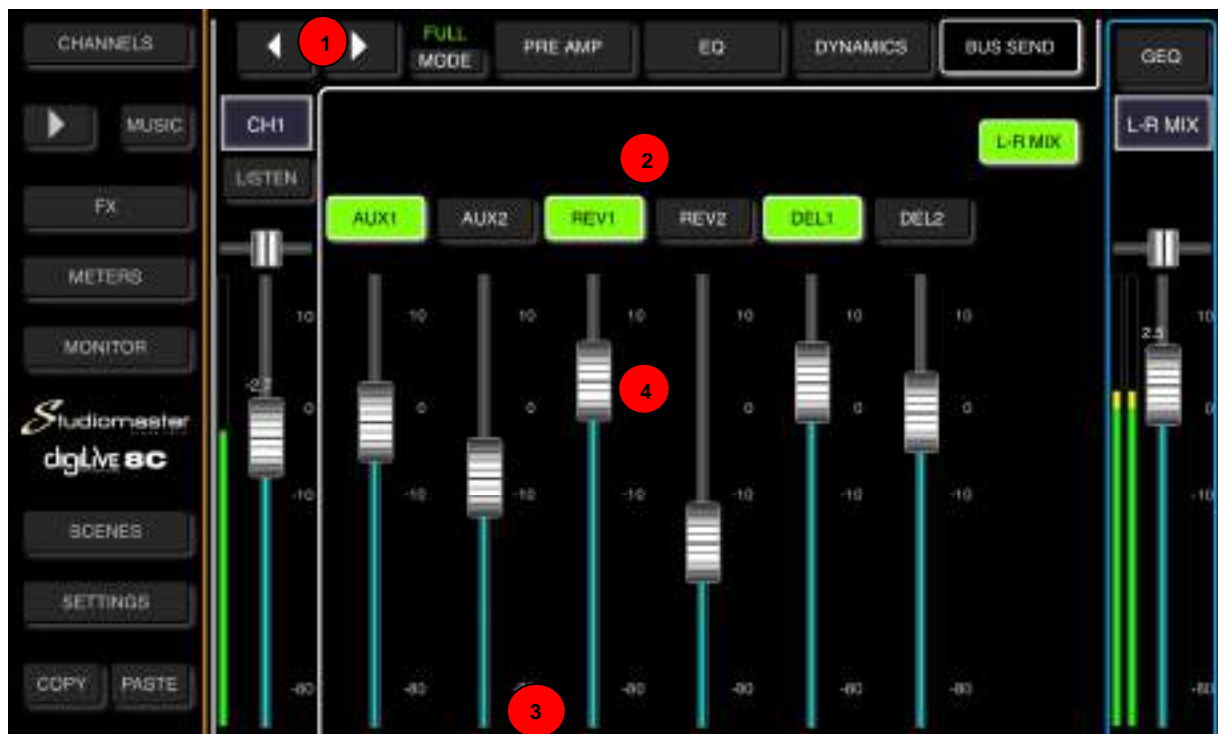 CHANNELS
1
FULL
MODE
PRE AMP
EQ
DYNAMICS
BUS SEND
GEQ
MUSIC
CH1
L-R MIX
L-R MIX
LISTEN
2
FX
AUX1
AUX2
REV1
REV2
DEL1
DEL2
METERS
10
10
10
10
10
10
10
10
MONITOR
2.5
4
-2.7
0
0
0
0
0
0
0
Studiomaster
digiLiVE 8C
-10
-10
-10
-10
-10
-10
-10
-10
SCENES
SETTINGS
COPY
PASTE
-80
-80
-80
-80
-80
-80
-80
3